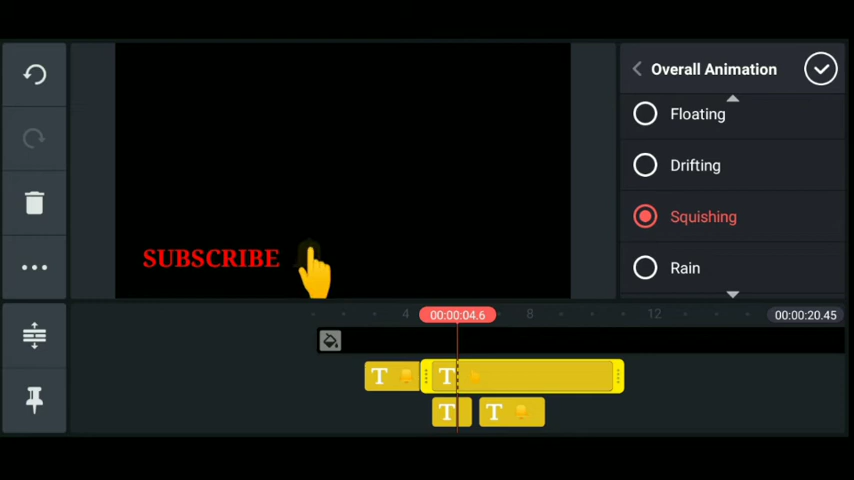 Overall Animation
Floating
Drifting
Squishing
Rain
SUBSCRIBE
4
00:00:04.6
8
12
00:00:20.45
T
T
T
T